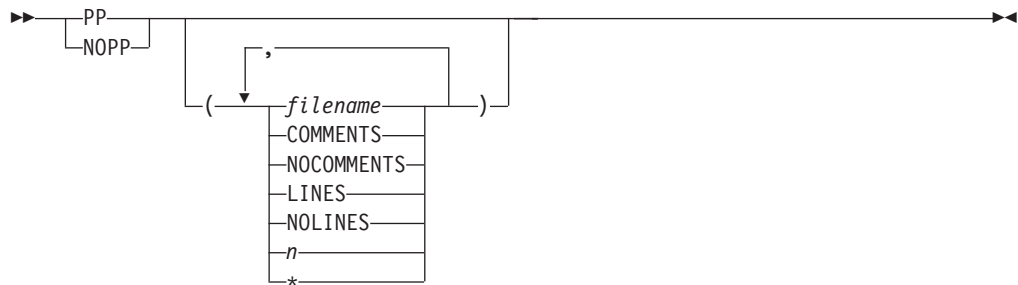 PP
NOPP
,
( filename )
COMMENTS
NOCOMMENTS
LINES
NOLINES
n
*